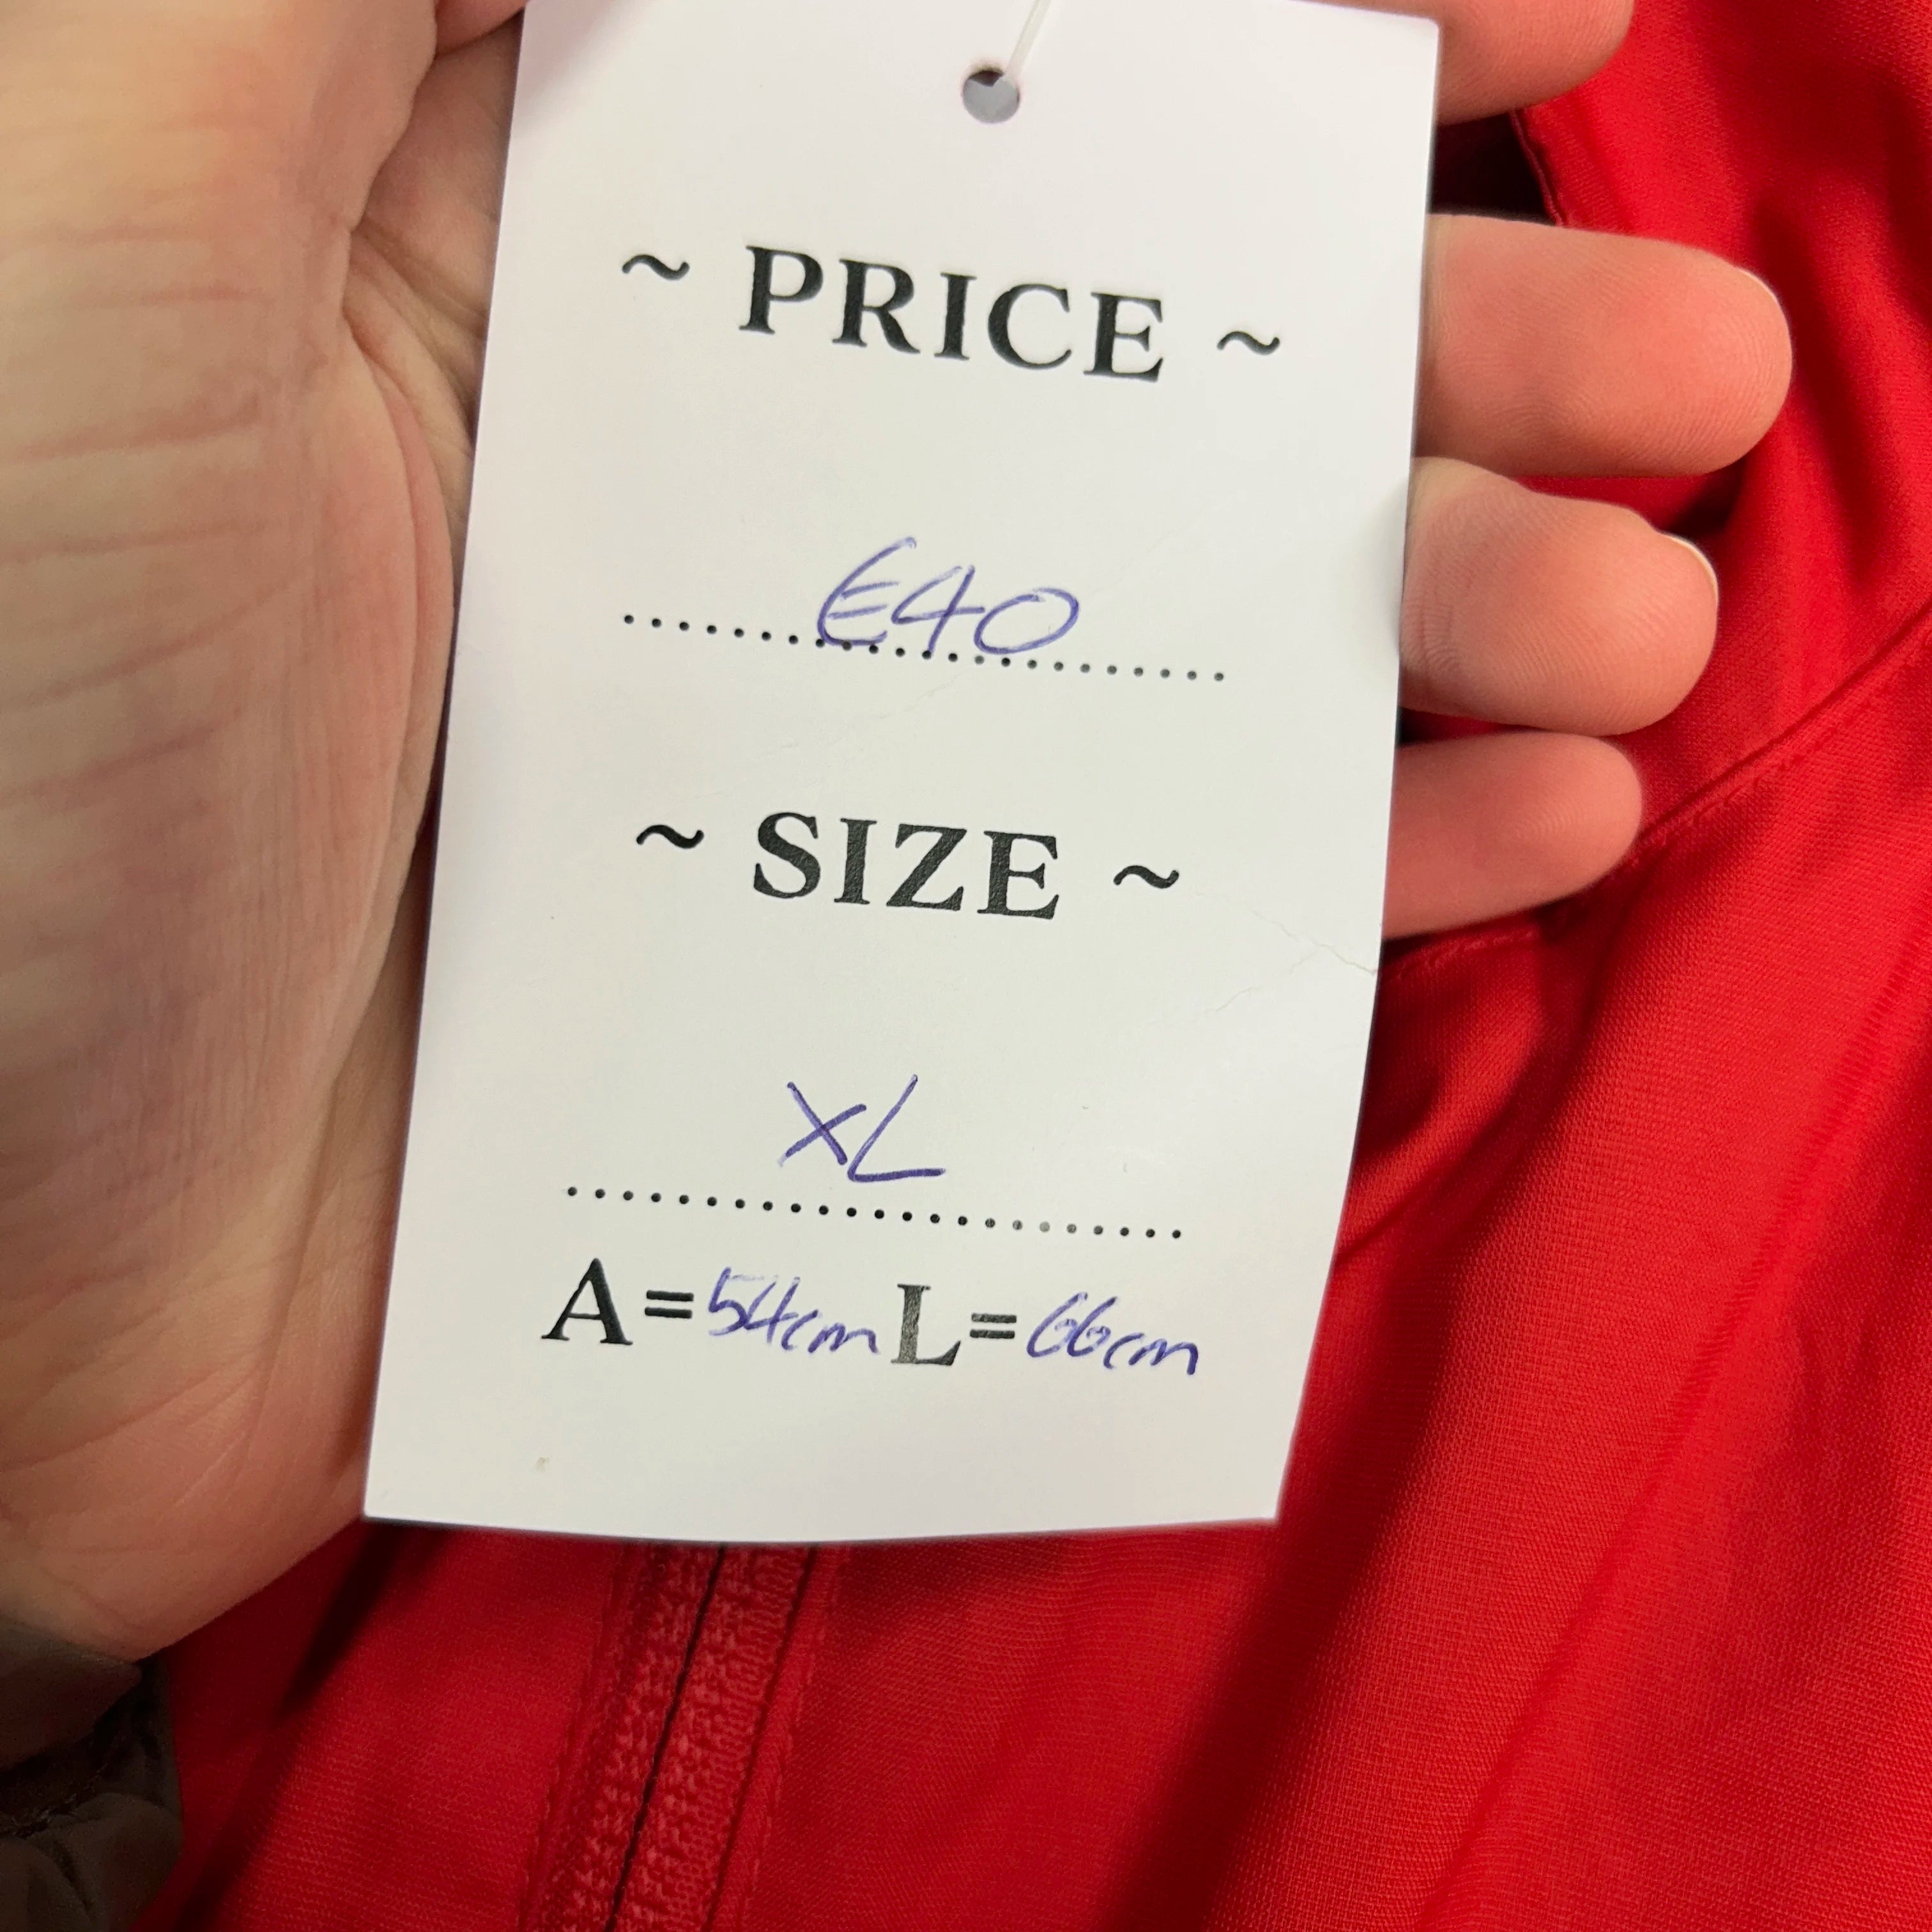 ~ PRICE ~
€40
~ SIZE ~
XL
A=54cm L=66cm